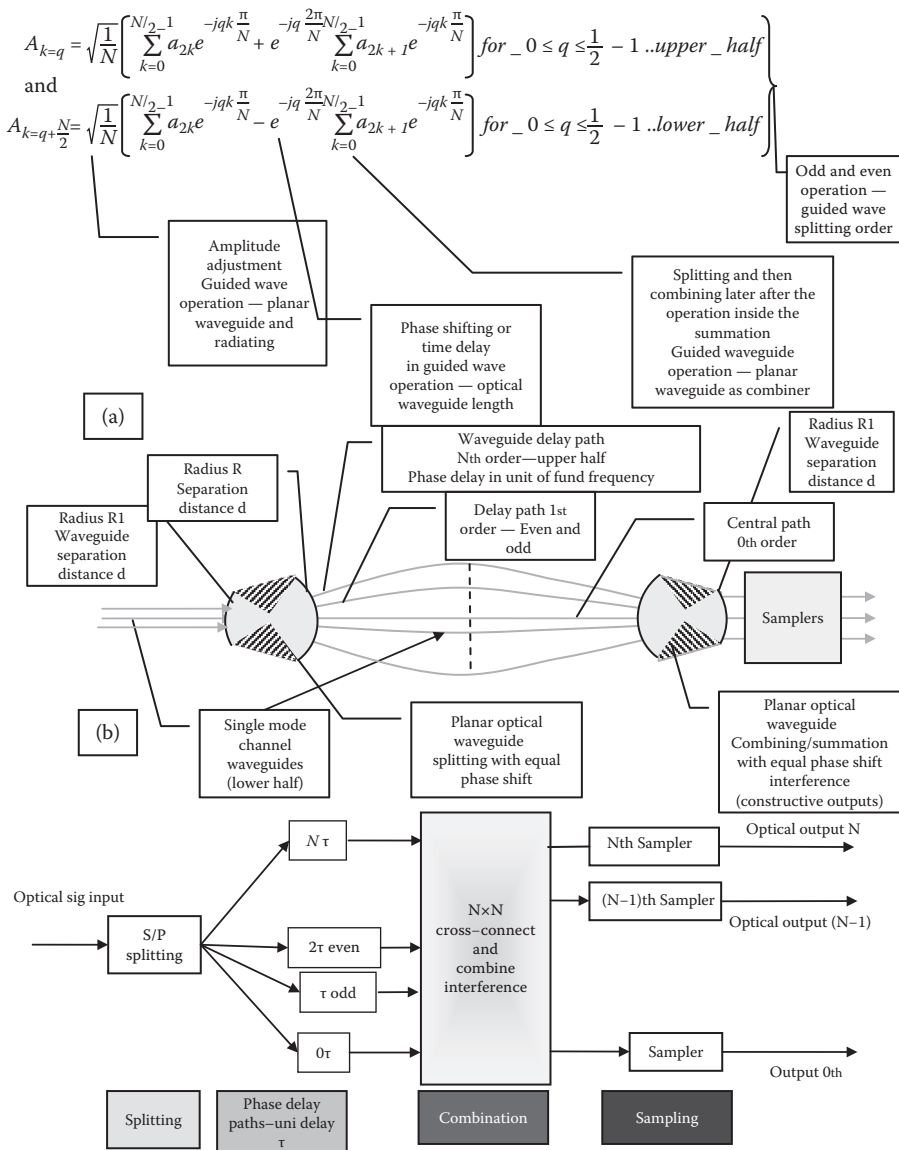 A_{k=q} = √(1/N) [ ∑_{k=0}^{N/2−1} a_{2k} e^{−jqk π/N} + e^{−jq 2π/N} ∑_{k=0}^{N/2−1} a_{2k+1} e^{−jqk π/N} ] for _ 0 ≤ q ≤ 1/2 − 1 ..upper _ half
and
A_{k=q+N/2} = √(1/N) [ ∑_{k=0}^{N/2−1} a_{2k} e^{−jqk π/N} − e^{−jq 2π/N} ∑_{k=0}^{N/2−1} a_{2k+1} e^{−jqk π/N} ] for _ 0 ≤ q ≤ 1/2 − 1 ..lower _ half
Odd and even
operation —
guided wave
splitting order
Amplitude
adjustment
Guided wave
operation — planar
waveguide and
radiating
Splitting and then
combining later after the
operation inside the
summation
Guided waveguide
operation — planar
waveguide as combiner
Phase shifting or
time delay
in guided wave
operation — optical
waveguide length
(a)
Radius R1
Waveguide
separation
distance d
Waveguide delay path
Nth order—upper half
Phase delay in unit of fund frequency
Radius R
Separation
distance d
Radius R1
Waveguide
separation
distance d
Delay path 1st
order — Even and
odd
Central path
0th order
Samplers
(b)
Single mode
channel
waveguides
(lower half)
Planar optical
waveguide
splitting with equal
phase shift
Planar optical
waveguide
Combining/summation
with equal phase shift
interference
(constructive outputs)
Optical sig input
S/P
splitting
N τ
2τ even
τ odd
0τ
N×N
cross–connect
and
combine
interference
Nth Sampler
Optical output N
(N–1)th Sampler
Optical output (N–1)
Sampler
Output 0th
Splitting
Phase delay
paths–uni delay
τ
Combination
Sampling